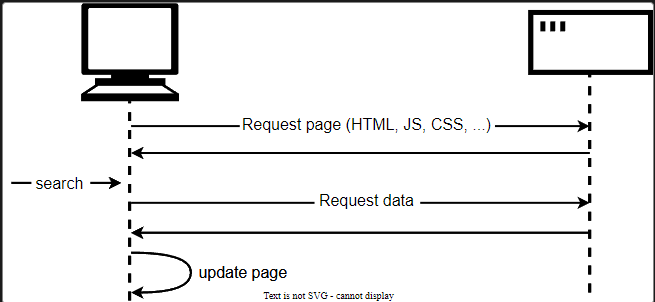 Request page (HTML, JS, CSS, ...)
search
Request data
update page
Text is not SVG - cannot display